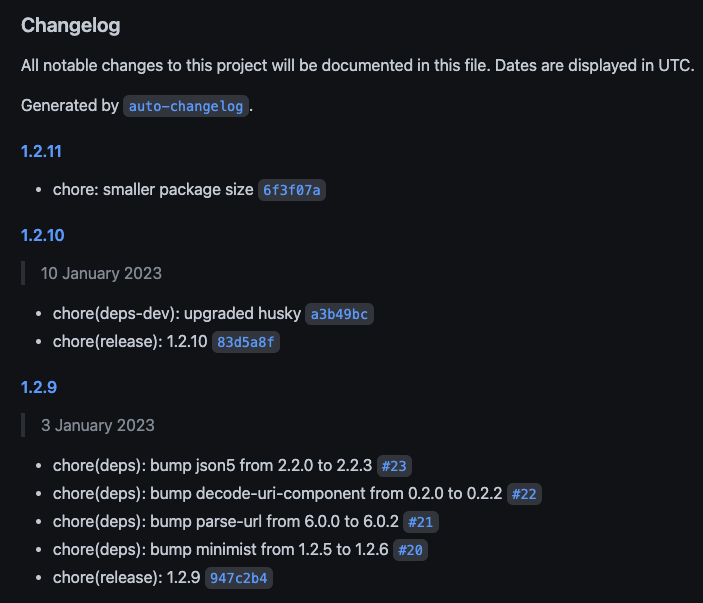 Changelog
All notable changes to this project will be documented in this file. Dates are displayed in UTC.
Generated by auto-changelog.
1.2.11
chore: smaller package size 6f3f07a
1.2.10
10 January 2023
chore(deps-dev): upgraded husky a3b49bc
chore(release): 1.2.10 83d5a8f
1.2.9
3 January 2023
chore(deps): bump json5 from 2.2.0 to 2.2.3 #23
chore(deps): bump decode-uri-component from 0.2.0 to 0.2.2 #22
chore(deps): bump parse-url from 6.0.0 to 6.0.2 #21
chore(deps): bump minimist from 1.2.5 to 1.2.6 #20
chore(release): 1.2.9 947c2b4